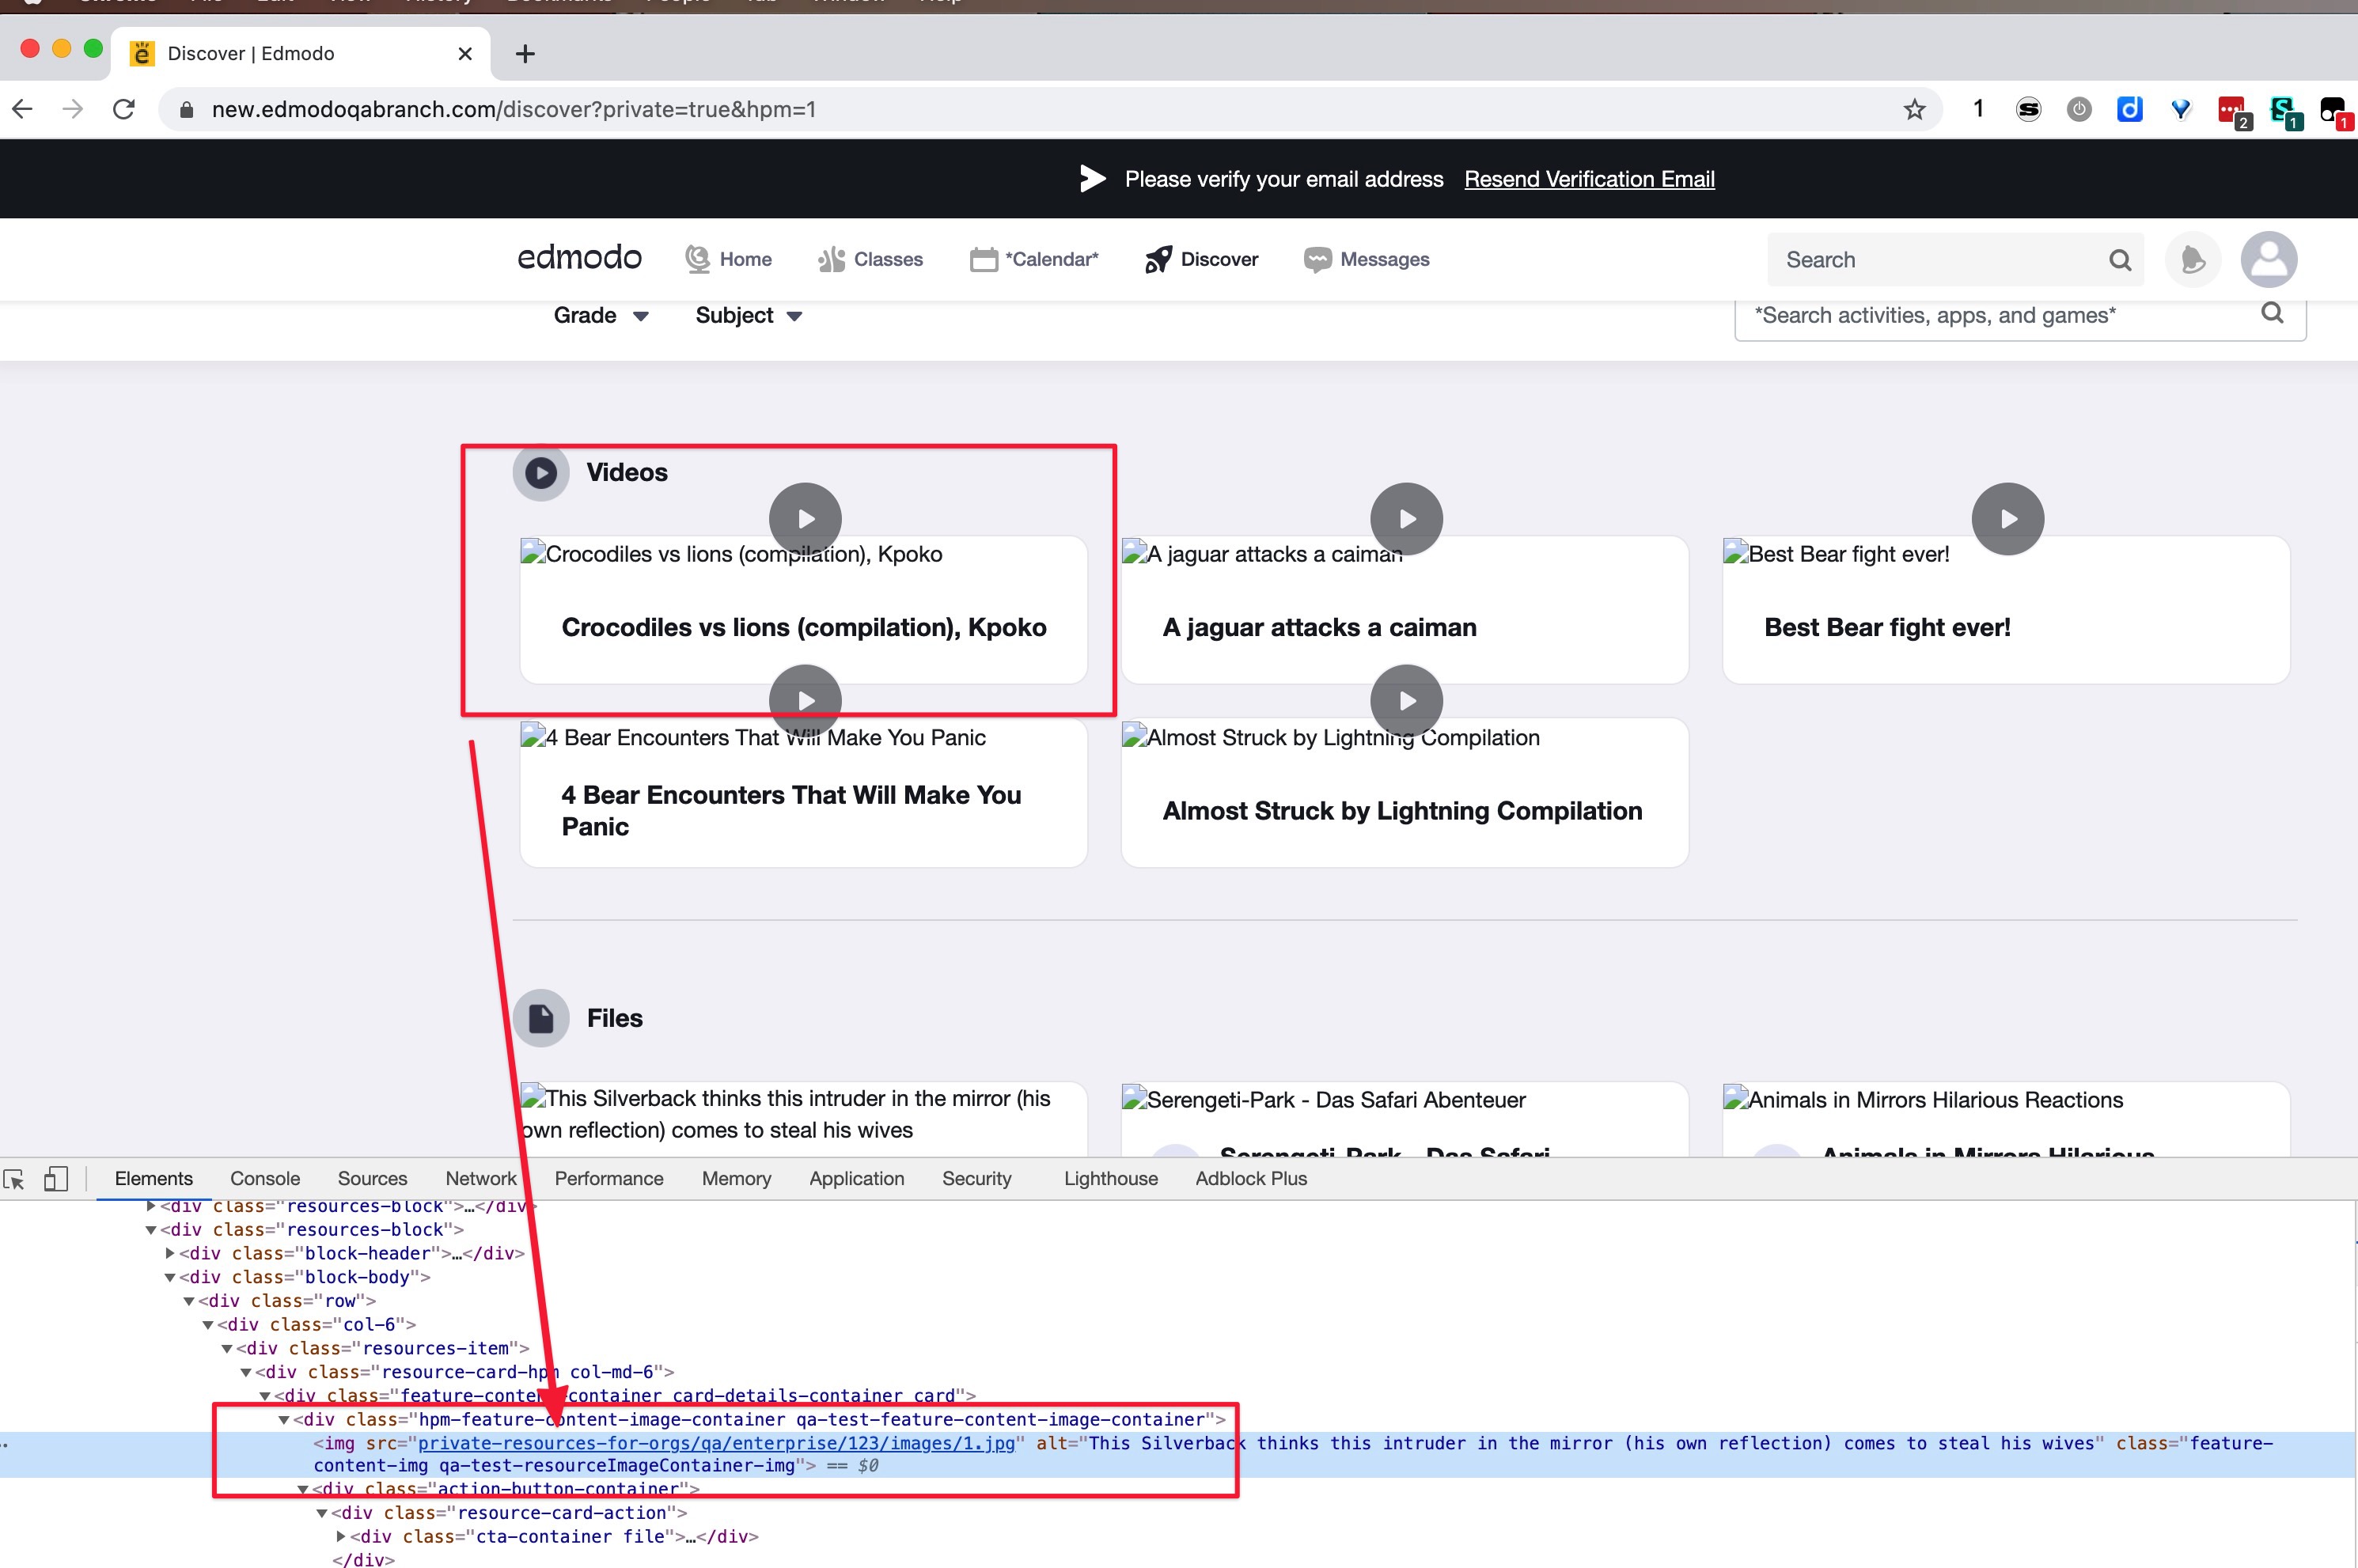 Discover | Edmodo
new.edmodoqabranch.com/discover?private=true&hpm=1
1
2
1
1
Please verify your email address Resend Verification Email
edmodo Home Classes *Calendar* Discover Messages Search
Grade Subject *Search activities, apps, and games*
Videos
Crocodiles vs lions (compilation), Kpoko A jaguar attacks a caiman Best Bear fight ever!
Crocodiles vs lions (compilation), Kpoko A jaguar attacks a caiman Best Bear fight ever!
4 Bear Encounters That Will Make You Panic Almost Struck by Lightning Compilation
4 Bear Encounters That Will Make You
Panic
Almost Struck by Lightning Compilation
Files
This Silverback thinks this intruder in the mirror (his
own reflection) comes to steal his wives
Serengeti-Park - Das Safari Abenteuer Animals in Mirrors Hilarious Reactions
Serengeti-Park - Das Safari Animals in Mirrors Hilarious
Elements Console Sources Network Performance Memory Application Security Lighthouse Adblock Plus
<div class="resources-block">…</div>
<div class="resources-block">
<div class="block-header">…</div>
<div class="block-body">
<div class="row">
<div class="col-6">
<div class="resources-item">
<div class="resource-card-hpm col-md-6">
<div class="feature-content-container card-details-container card">
<div class="hpm-feature-content-image-container qa-test-feature-content-image-container">
<img src="private-resources-for-orgs/qa/enterprise/123/images/1.jpg" alt="This Silverback thinks this intruder in the mirror (his own reflection) comes to steal his wives" class="feature-
content-img qa-test-resourceImageContainer-img"> == $0
<div class="action-button-container">
<div class="resource-card-action">
<div class="cta-container file">…</div>
</div>